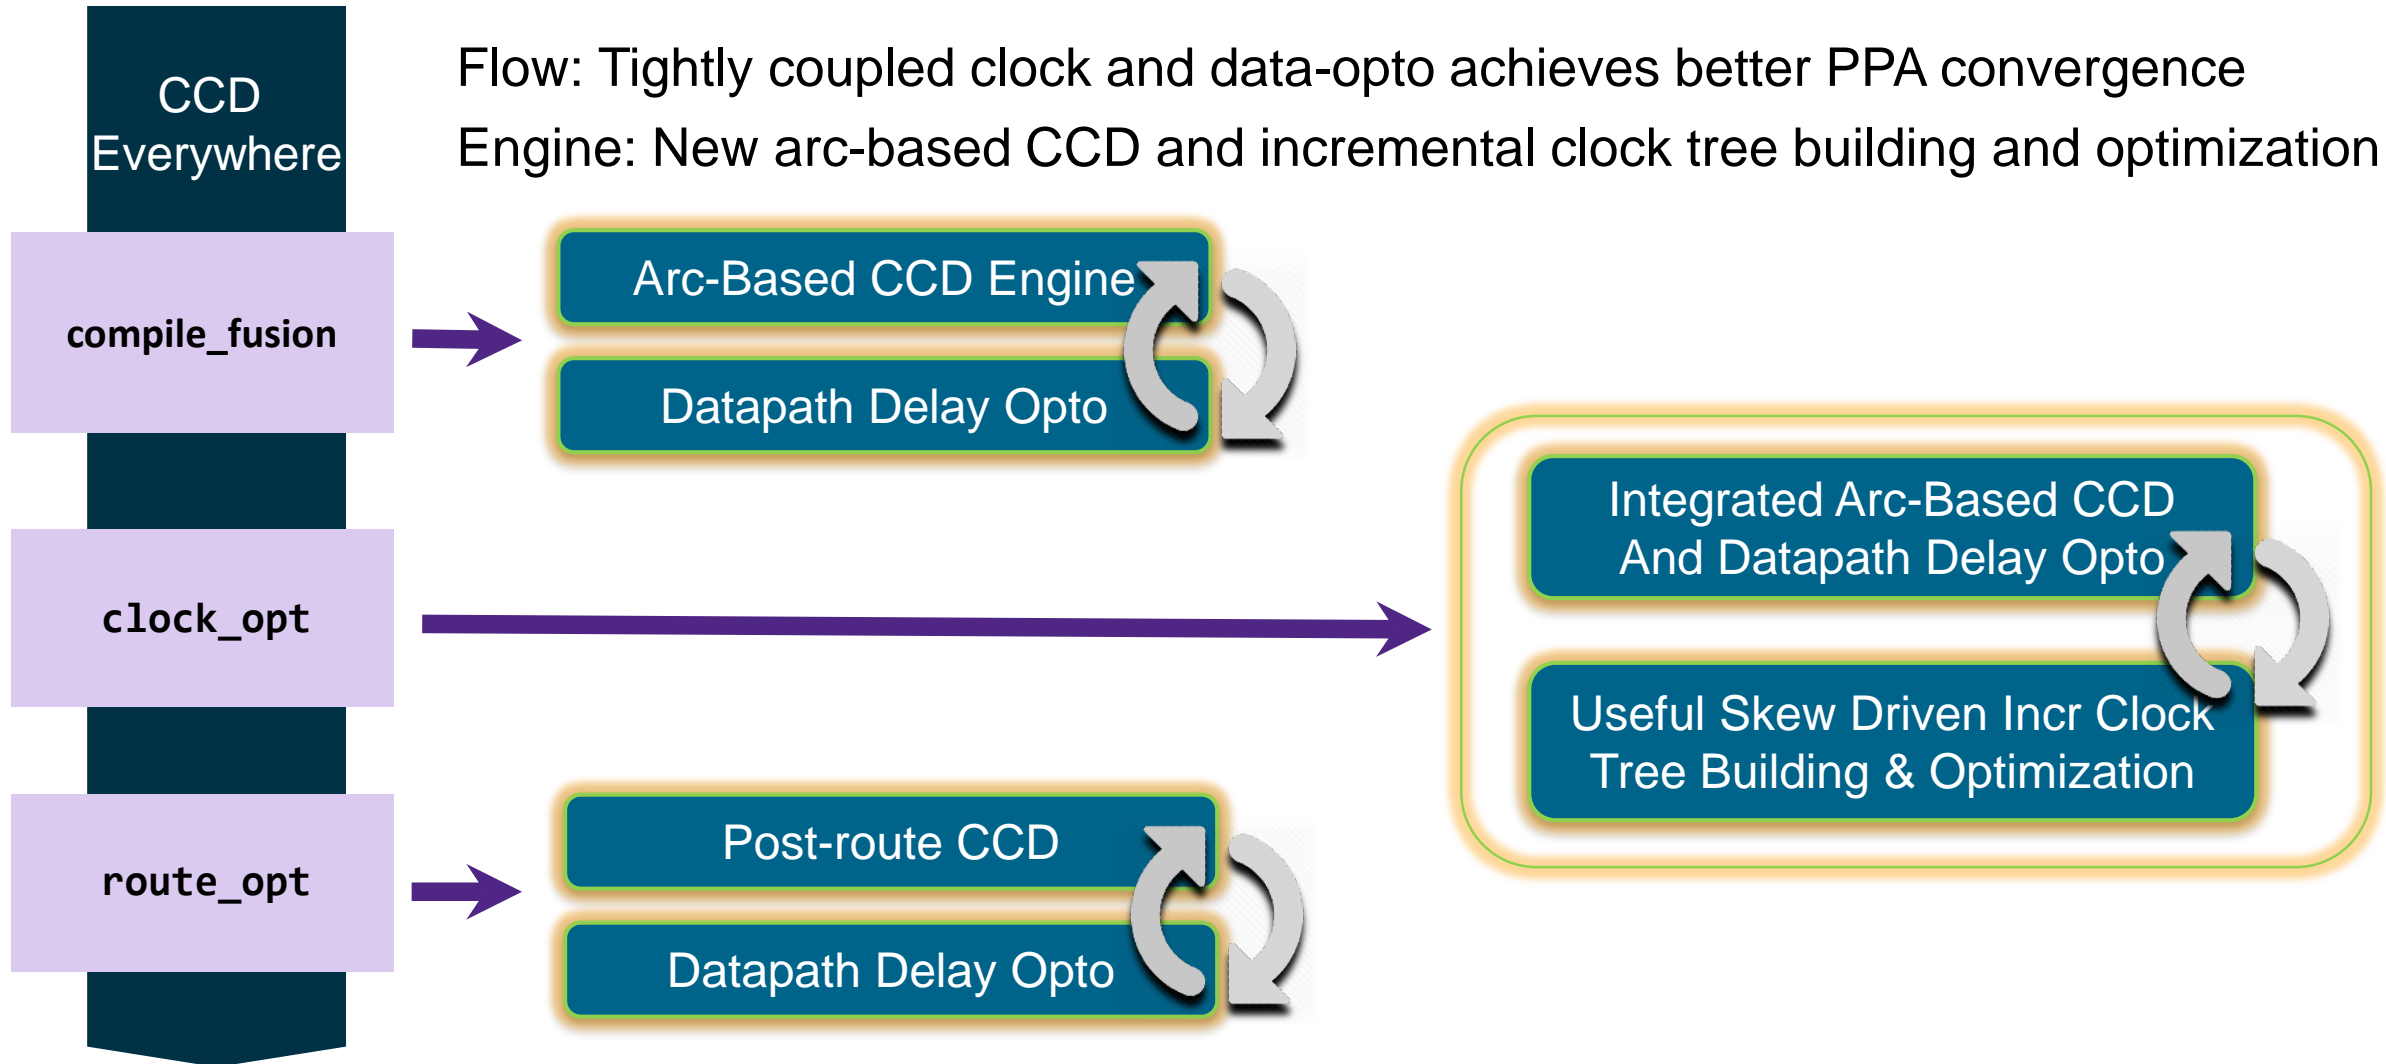 CCD
Everywhere
Flow: Tightly coupled clock and data-opto achieves better PPA convergence
Engine: New arc-based CCD and incremental clock tree building and optimization
compile_fusion
Arc-Based CCD Engine
Datapath Delay Opto
clock_opt
Integrated Arc-Based CCD
And Datapath Delay Opto
Useful Skew Driven Incr Clock
Tree Building & Optimization
route_opt
Post-route CCD
Datapath Delay Opto